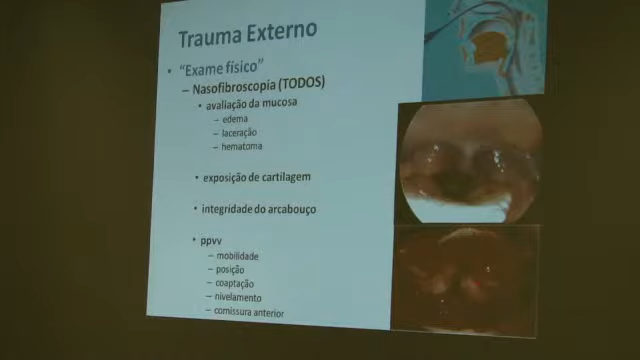 Trauma Externo
• "Exame físico"
– Nasofibroscopia (TODOS)
• avaliação da mucosa
– edema
– laceração
– hematoma
• exposição de cartilagem
• integridade do arcabouço
• ppvv
– mobilidade
– posição
– coaptação
– nivelamento
– comissura anterior